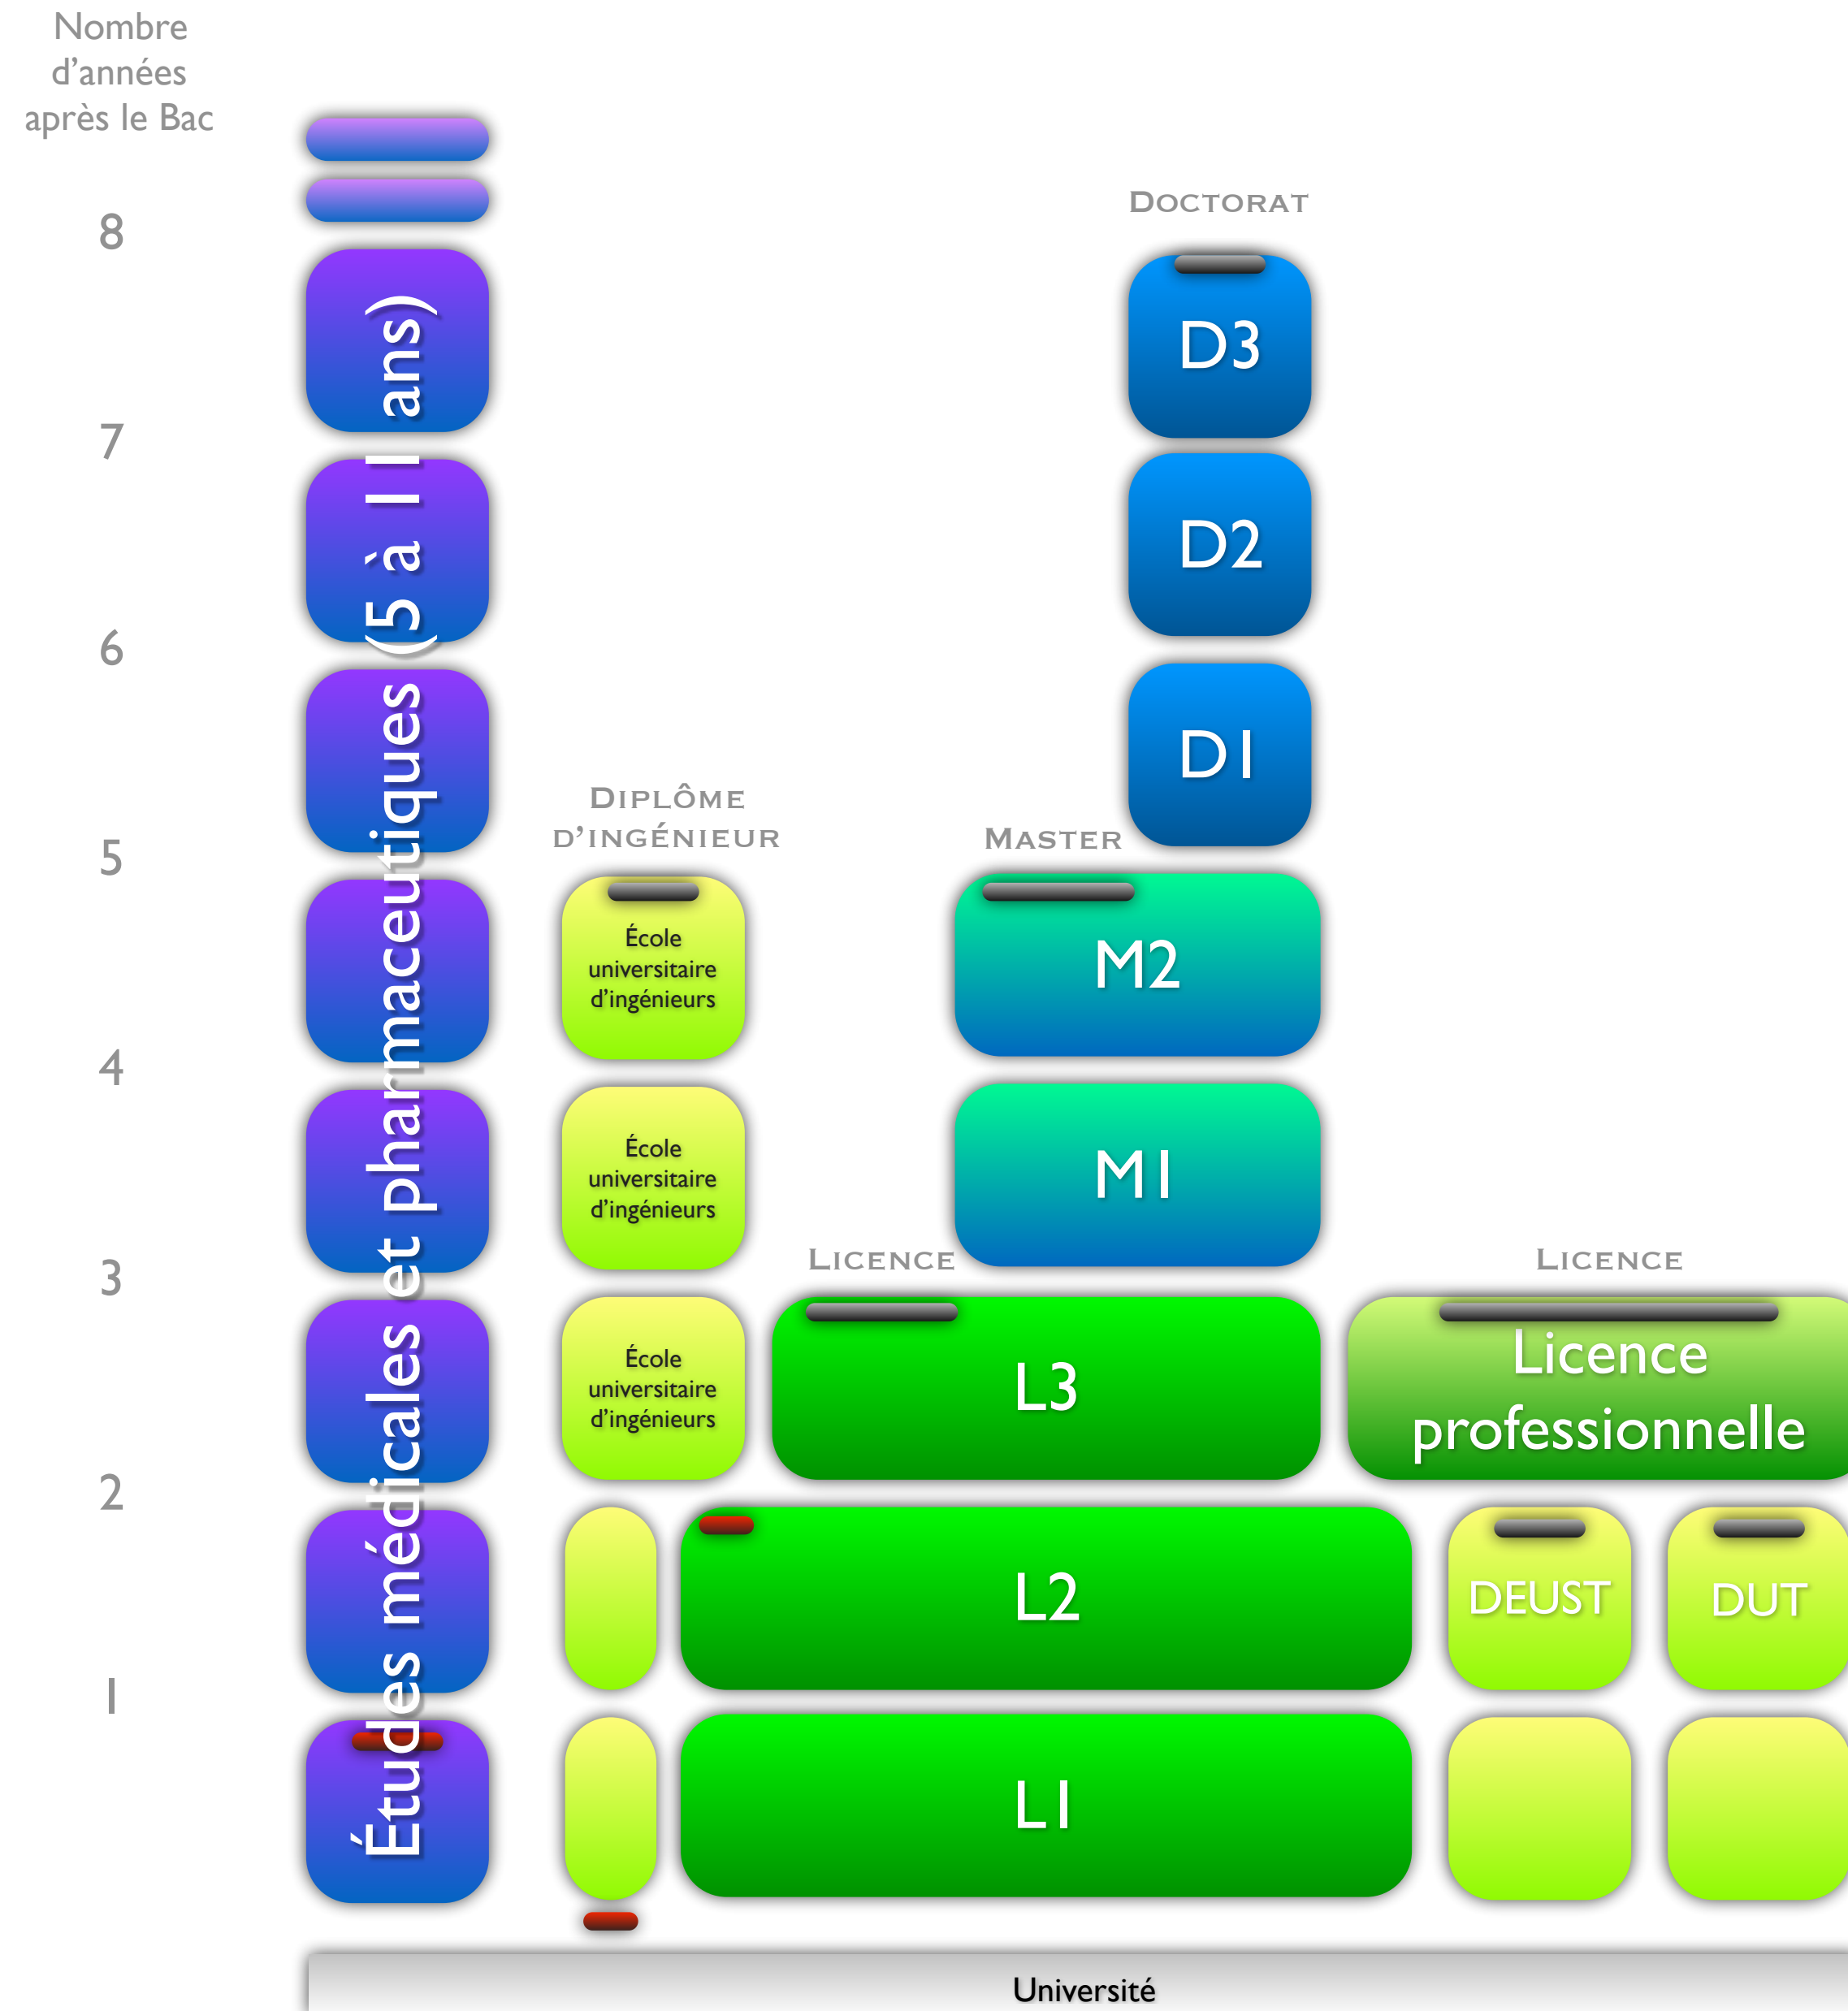 Nombre
d’années
après le Bac
8
7
6
5
4
3
2
1
Études médicales et pharmaceutiques (5 à 11 ans)
DOCTORAT
D3
D2
D1
DIPLÔME
D’INGÉNIEUR
MASTER
École
universitaire
d’ingénieurs
M2
École
universitaire
d’ingénieurs
M1
LICENCE
LICENCE
École
universitaire
d’ingénieurs
L3
Licence
professionnelle
L2
DEUST
DUT
L1
Université